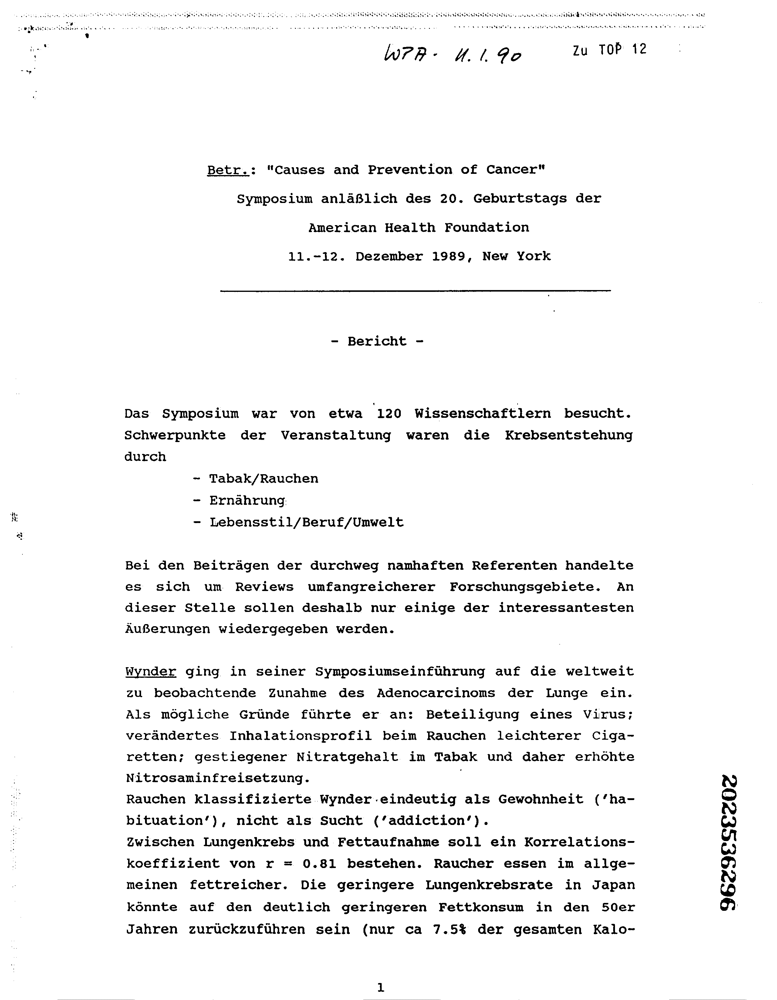 WPA - 11.1.90 Zu TOP 12
Betr.: "Causes and Prevention of Cancer"
Symposium anläßlich des 20. Geburtstags der
American Health Foundation
11.-12. Dezember 1989, New York
- Bericht -
Das Symposium war von etwa 120 Wissenschaftlern besucht.
Schwerpunkte der Veranstaltung waren die Krebsentstehung
durch
- Tabak/Rauchen
- Ernährung
- Lebensstil/Beruf/Umwelt
Bei den Beiträgen der durchweg namhaften Referenten handelte
es sich um Reviews umfangreicherer Forschungsgebiete. An
dieser Stelle sollen deshalb nur einige der interessantesten
Äußerungen wiedergegeben werden.
Wynder ging in seiner Symposiumseinführung auf die weltweit
zu beobachtende Zunahme des Adenocarcinoms der Lunge ein.
Als mögliche Gründe führte er an: Beteiligung eines Virus;
verändertes Inhalationsprofil beim Rauchen leichterer Ciga-
retten; gestiegener Nitratgehalt im Tabak und daher erhöhte
Nitrosaminfreisetzung.
Rauchen klassifizierte Wynder eindeutig als Gewohnheit ('ha-
bituation'), nicht als Sucht ('addiction').
Zwischen Lungenkrebs und Fettaufnahme soll ein Korrelations-
koeffizient von r = 0.81 bestehen. Raucher essen im allge-
meinen fettreicher. Die geringere Lungenkrebsrate in Japan
könnte auf den deutlich geringeren Fettkonsum in den 50er
Jahren zurückzuführen sein (nur ca 7.5% der gesamten Kalo-
1
2023536296